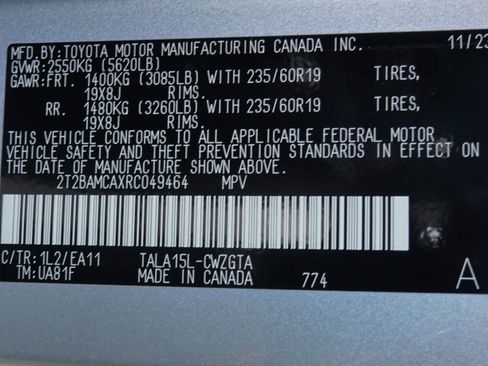 MFD.BY:TOYOTA MOTOR MANUFACTURING CANADA INC. 11/23
GVWR:2550KG (5620LB)
GAWR:FRT. 1400KG (3085LB) WITH 235/60R19 TIRES,
19X8J RIMS.
RR. 1480KG (3260LB) WITH 235/60R19 TIRES,
19X8J RIMS.
THIS VEHICLE CONFORMS TO ALL APPLICABLE FEDERAL MOTOR
VEHICLE SAFETY AND THEFT PREVENTION STANDARDS IN EFFECT ON
THE DATE OF MANUFACTURE SHOWN ABOVE.
2T2BAMCAXRC049464 MPV
C/TR:1L2/EA11 TALA15L-CWZGTA A
TM:UA81F MADE IN CANADA 774